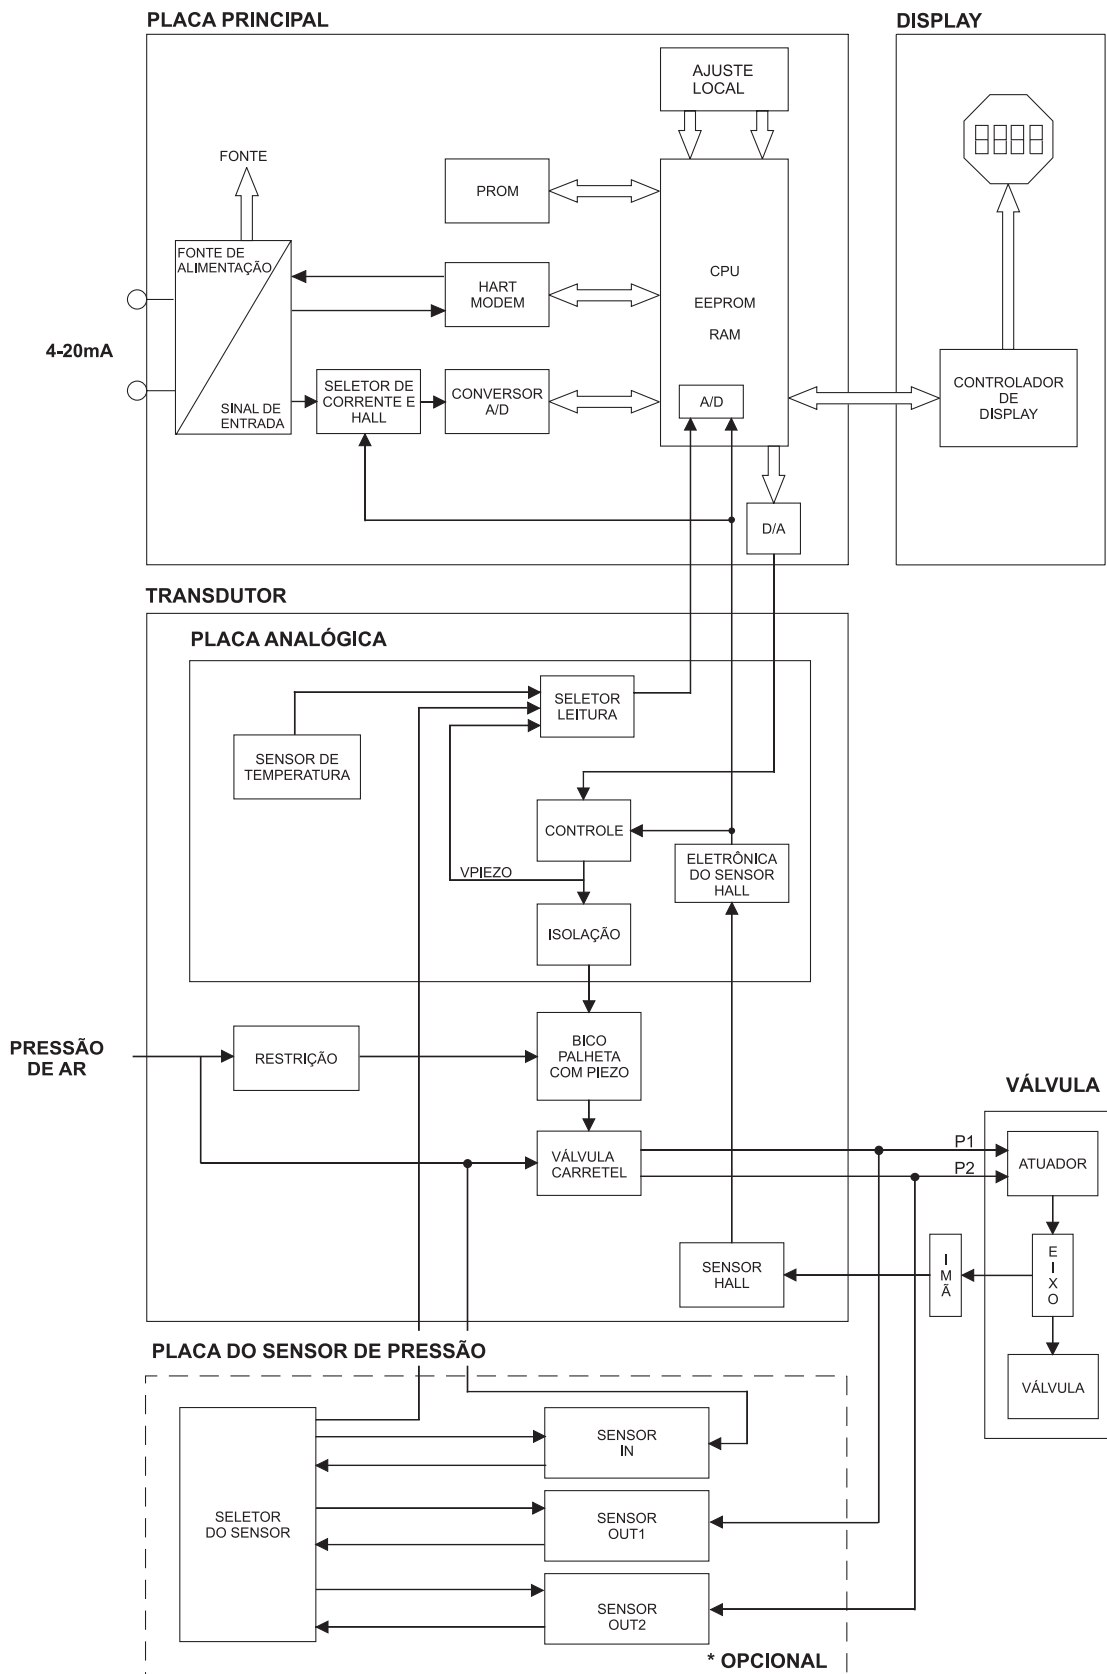 PLACA PRINCIPAL
DISPLAY
AJUSTE
LOCAL
FONTE
PROM
FONTE DE
ALIMENTAÇÃO
HART
MODEM
CPU
EEPROM
RAM
4-20mA
SINAL DE
ENTRADA
SELETOR DE
CORRENTE E
HALL
CONVERSOR
A/D
A/D
CONTROLADOR
DE
DISPLAY
D/A
TRANSDUTOR
PLACA ANALÓGICA
SELETOR
LEITURA
SENSOR DE
TEMPERATURA
CONTROLE
VPIEZO
ELETRÔNICA
DO SENSOR
HALL
ISOLAÇÃO
PRESSÃO
DE AR
RESTRIÇÃO
BICO
PALHETA
COM PIEZO
VÁLVULA
VÁLVULA
CARRETEL
P1
P2
ATUADOR
SENSOR
HALL
I
M
Ã
E
I
X
O
VÁLVULA
PLACA DO SENSOR DE PRESSÃO
SELETOR
DO SENSOR
SENSOR
IN
SENSOR
OUT1
SENSOR
OUT2
* OPCIONAL